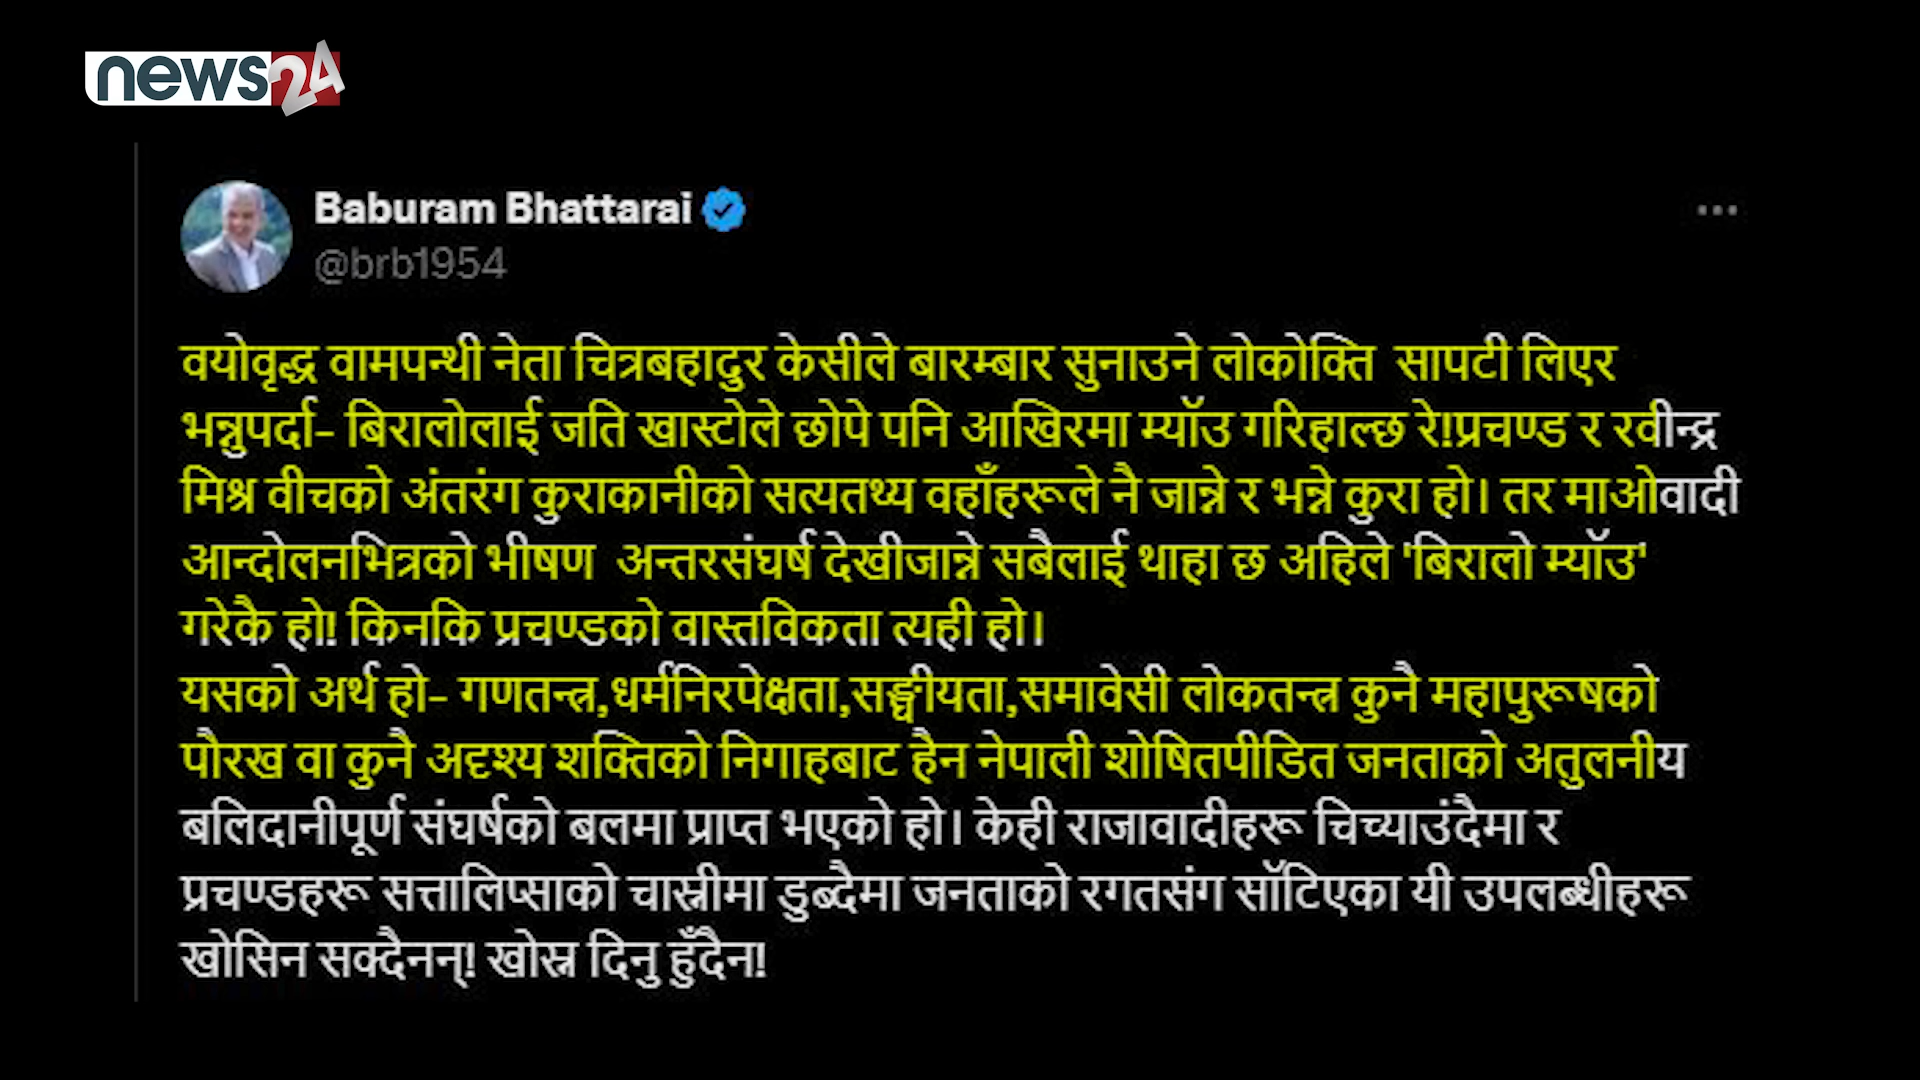 news24
Baburam Bhattarai
@brb1954
वयोवृद्ध वामपन्थी नेता चित्रबहादुर केसीले बारम्बार सुनाउने लोकोक्ति सापटी लिएर
भन्नुपर्दा- बिरालोलाई जति खास्टोले छोपे पनि आखिरमा म्याॅउ गरिहाल्छ रे!प्रचण्ड र रवीन्द्र
मिश्र वीचको अंतरंग कुराकानीको सत्यतथ्य वहाँहरूले नै जान्ने र भन्ने कुरा हो। तर माओवादी
आन्दोलनभित्रको भीषण अन्तरसंघर्ष देखीजान्ने सबैलाई थाहा छ अहिले 'बिरालो म्याॅउ'
गरेकै हो! किनकि प्रचण्डको वास्तविकता त्यही हो।
यसको अर्थ हो- गणतन्त्र,धर्मनिरपेक्षता,सङ्घीयता,समावेसी लोकतन्त्र कुनै महापुरूषको
पौरख वा कुनै अदृश्य शक्तिको निगाहबाट हैन नेपाली शोषितपीडित जनताको अतुलनीय
बलिदानीपूर्ण संघर्षको बलमा प्राप्त भएको हो। केही राजावादीहरू चिच्याउंदैमा र
प्रचण्डहरू सत्तालिप्साको चास्नीमा डुब्दैमा जनताको रगतसंग साॅटिएका यी उपलब्धीहरू
खोसिन सक्दैनन्! खोस्न दिनु हुँदैन!